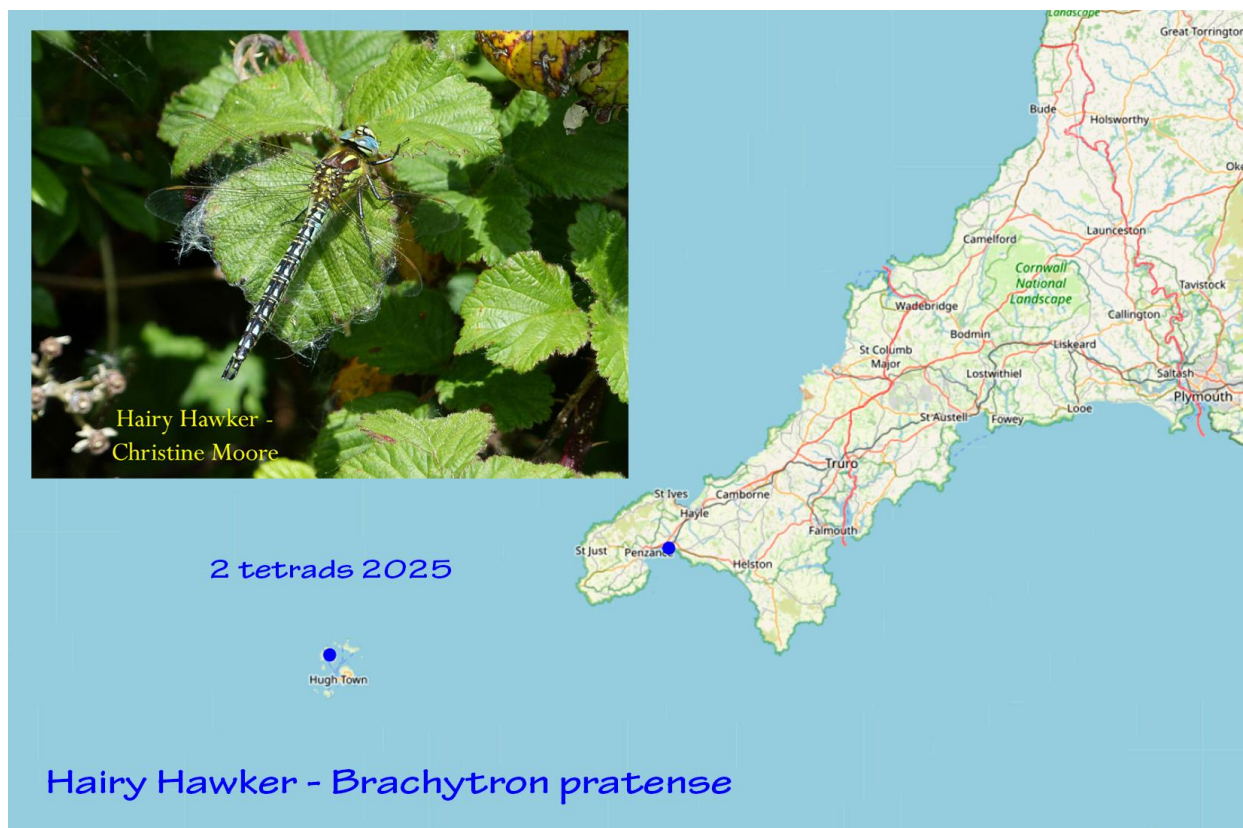 Landscape
Great Torrington
Bude
Holsworthy
Launceston
Camelford
Cornwall
National
Landscape
Tavistock
Wadebridge
Callington
Bodmin
Liskeard
St Columb
Major
Lostwithiel
Saltash
Plymouth
St Austell
Fowey
Looe
Truro
St Ives
Camborne
Hayle
Falmouth
St Just
Penzance
Helston
Hugh Town
Hairy Hawker -
Christine Moore
2 tetrads 2025
Hairy Hawker - Brachytron pratense